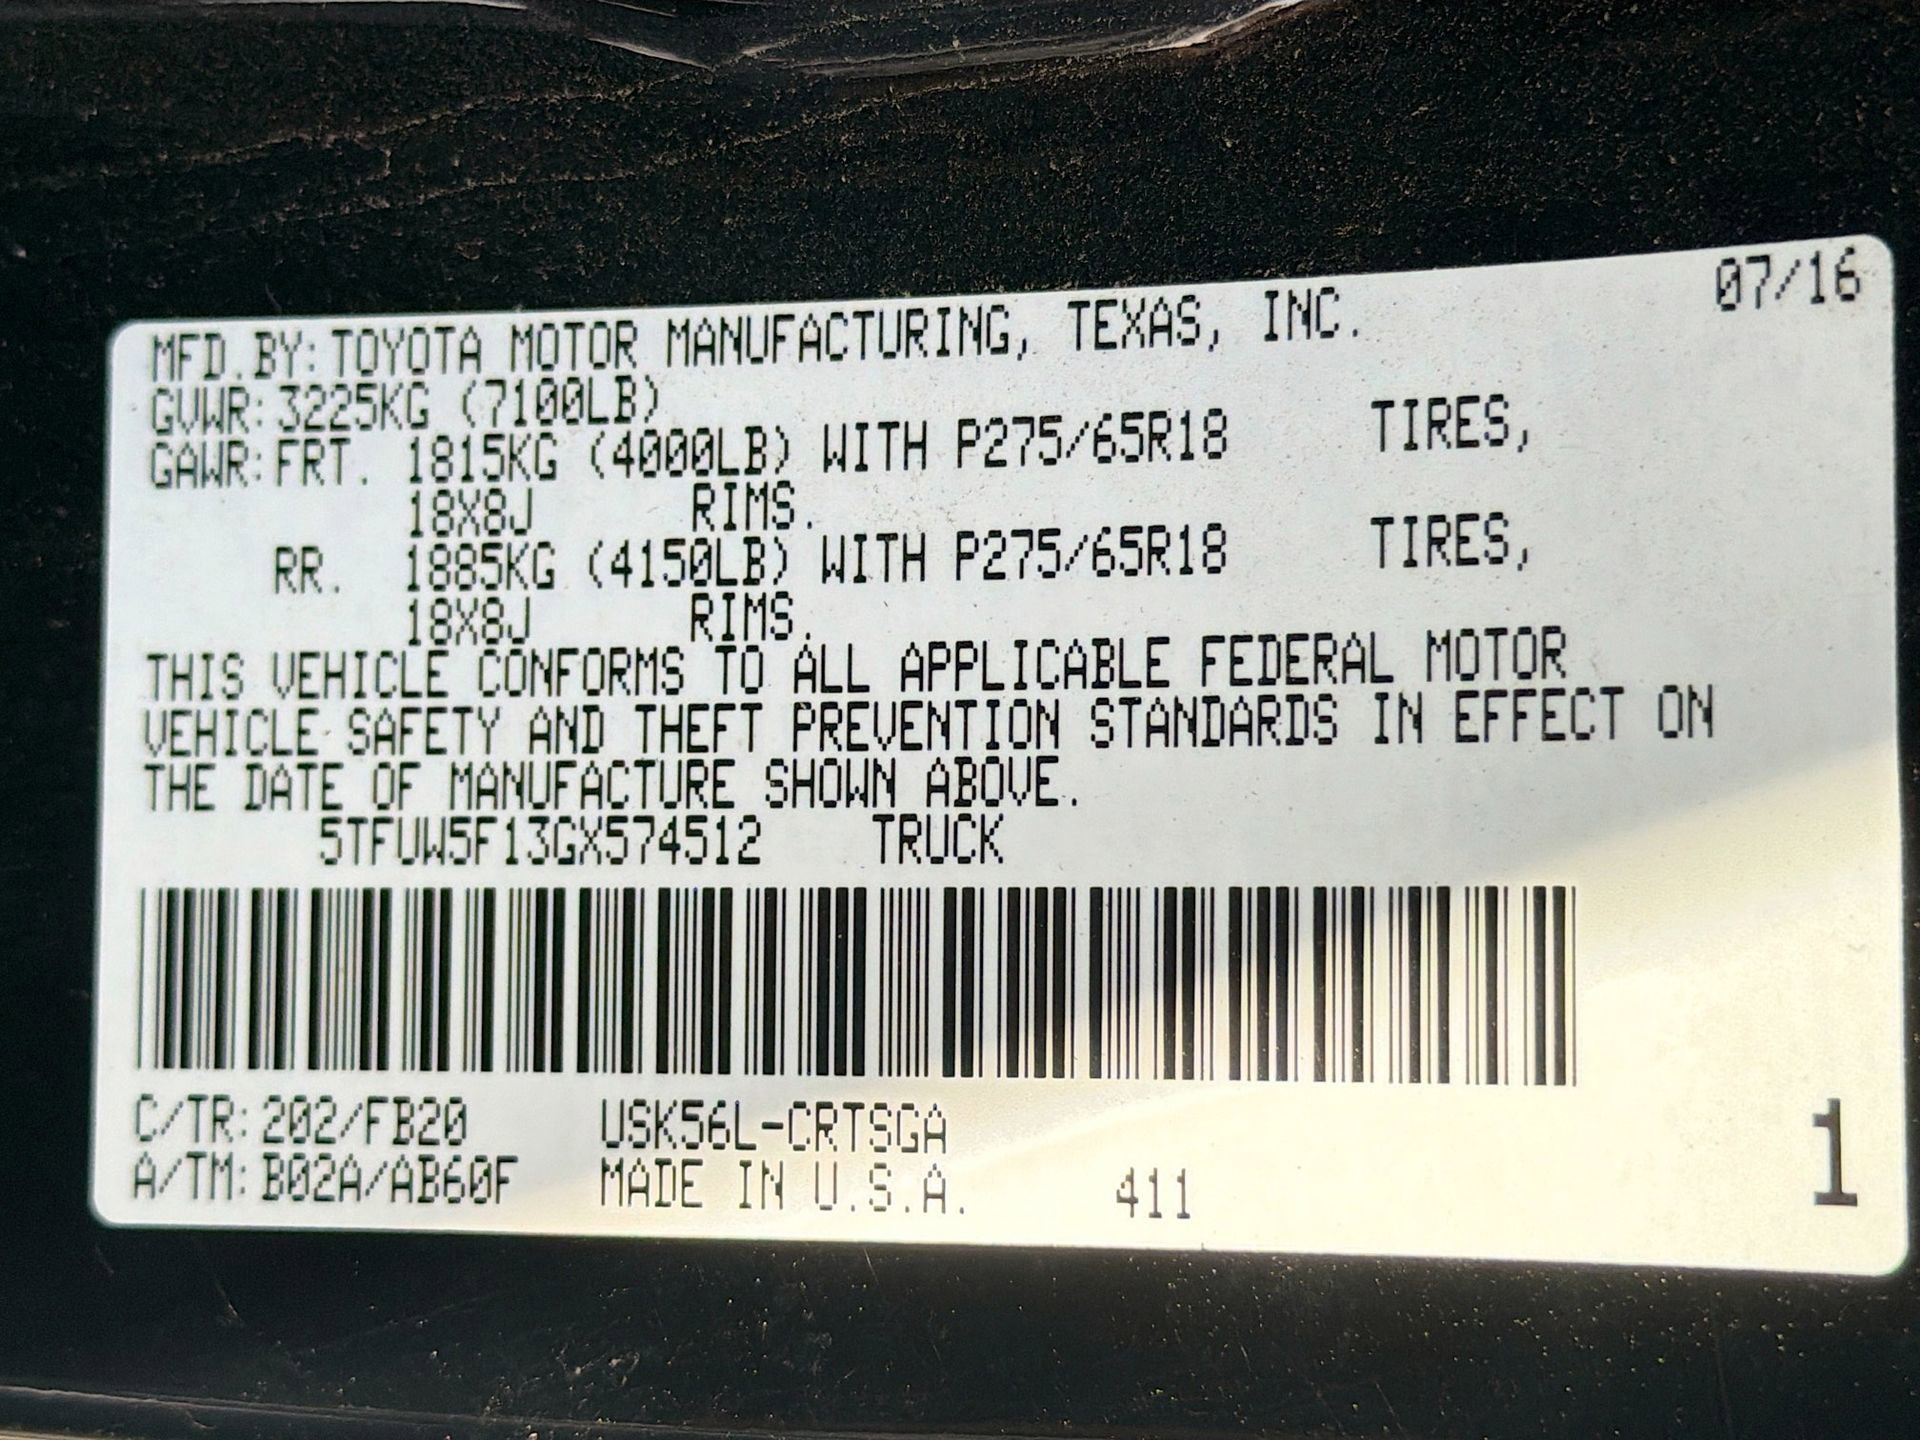 07/16
MFD.BY:TOYOTA MOTOR MANUFACTURING, TEXAS, INC.
GVWR:3225KG (7100LB)
GAWR:FRT. 1815KG (4000LB) WITH P275/65R18 TIRES,
18X8J RIMS.
RR. 1885KG (4150LB) WITH P275/65R18 TIRES,
18X8J RIMS.
THIS VEHICLE CONFORMS TO ALL APPLICABLE FEDERAL MOTOR
VEHICLE SAFETY AND THEFT PREVENTION STANDARDS IN EFFECT ON
THE DATE OF MANUFACTURE SHOWN ABOVE.
5TFUW5F13GX574512 TRUCK
C/TR:202/FB20 USK56L-CRTSGA
A/TM:B02A/AB60F MADE IN U.S.A. 411
1